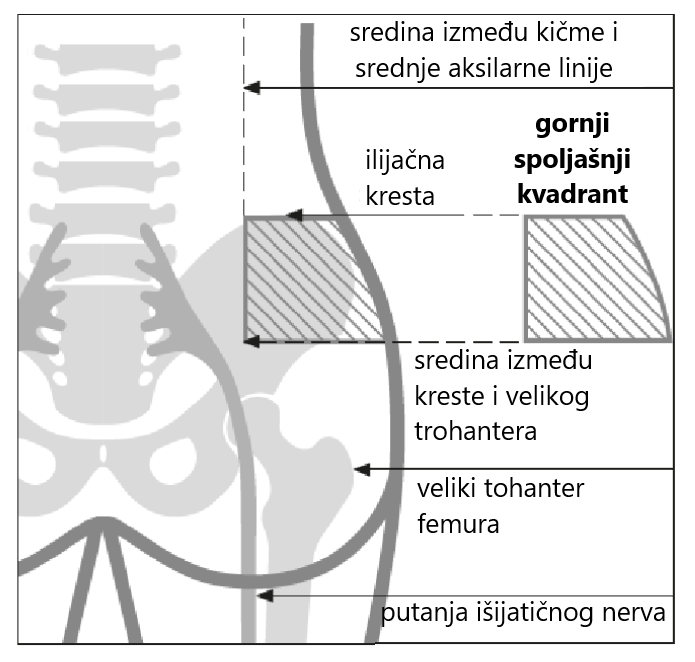 sredina između kičme i
srednje aksilarne linije
gornji
spoljašnji
kvadrant
ilijačna
kresta
sredina između
kreste i velikog
trohantera
veliki tohanter
femura
putanja išijatičnog nerva